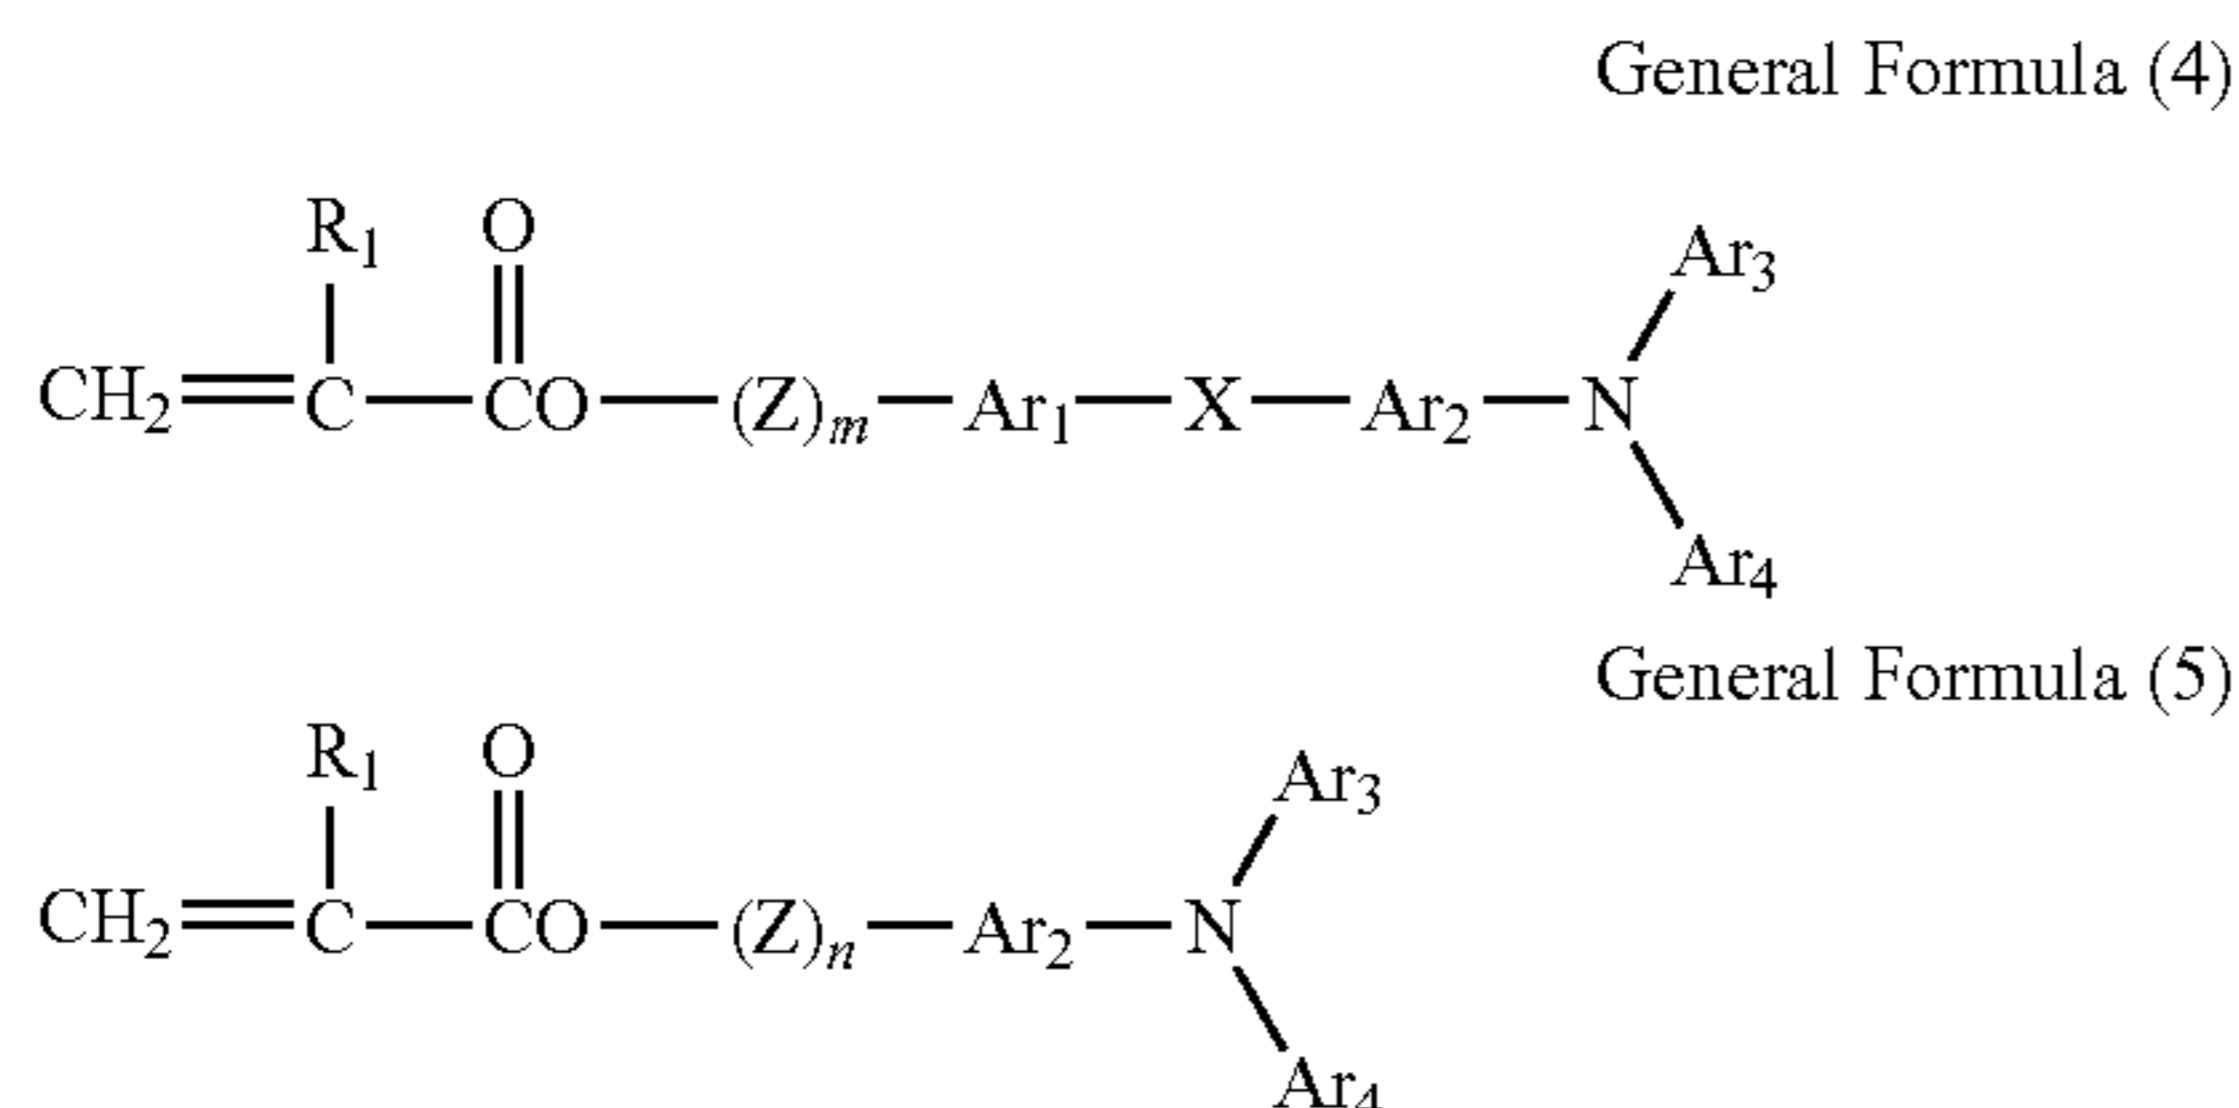 General Formula (4)
R1 O Ar3
CH2=C—CO—(Z)m—Ar1—X—Ar2—N
Ar4
General Formula (5)
R1 O Ar3
CH2=C—CO—(Z)n—Ar2—N
Ar4